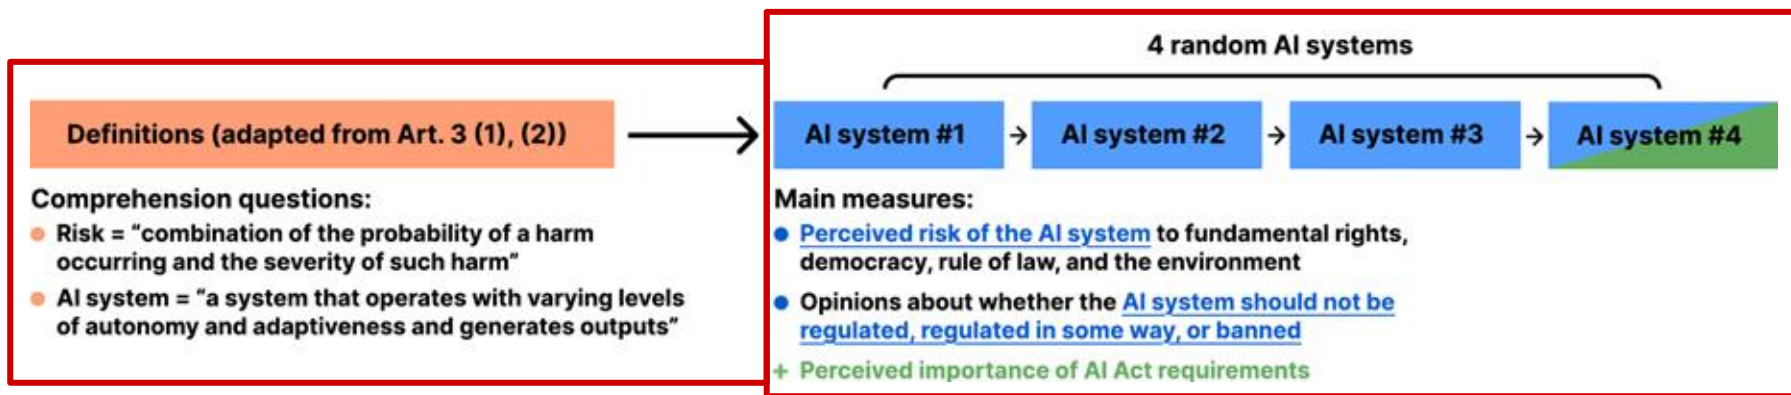 Definitions (adapted from Art. 3 (1), (2))
Comprehension questions:
Risk = “combination of the probability of a harm
occurring and the severity of such harm”
AI system = “a system that operates with varying levels
of autonomy and adaptiveness and generates outputs”
4 random AI systems
AI system #1
AI system #2
AI system #3
AI system #4
Main measures:
Perceived risk of the AI system to fundamental rights,
democracy, rule of law, and the environment
Opinions about whether the AI system should not be
regulated, regulated in some way, or banned
+ Perceived importance of AI Act requirements